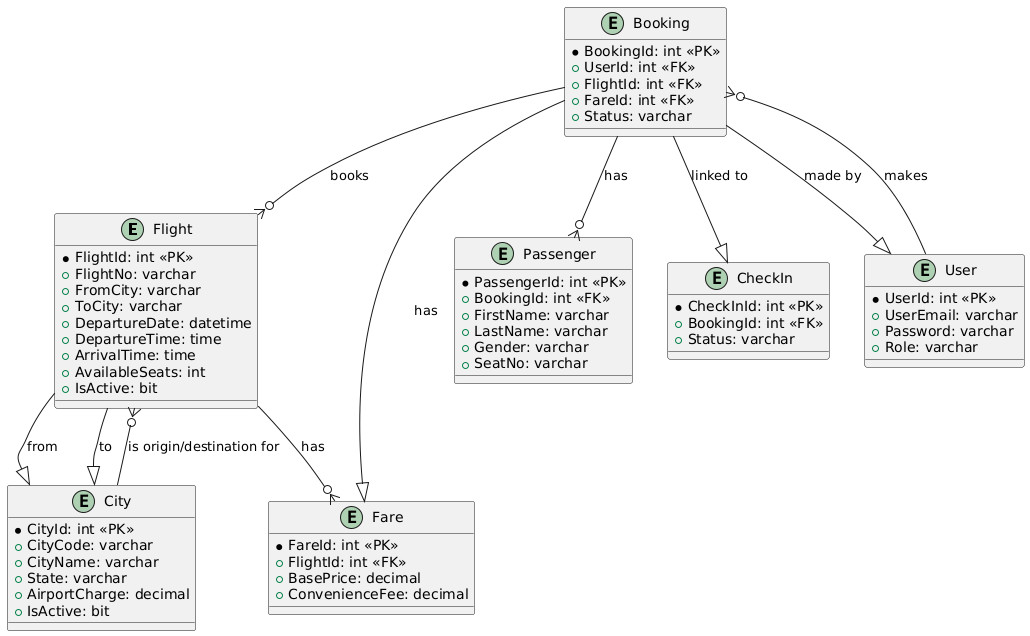 E Booking
BookingId: int «PK»
UserId: int «FK»
FlightId: int «FK»
FareId: int «FK»
Status: varchar
books
has
linked to
made by
makes
E Flight
FlightId: int «PK»
FlightNo: varchar
FromCity: varchar
ToCity: varchar
DepartureDate: datetime
DepartureTime: time
ArrivalTime: time
AvailableSeats: int
IsActive: bit
E Passenger
PassengerId: int «PK»
BookingId: int «FK»
FirstName: varchar
LastName: varchar
Gender: varchar
SeatNo: varchar
E CheckIn
CheckInId: int «PK»
BookingId: int «FK»
Status: varchar
E User
UserId: int «PK»
UserEmail: varchar
Password: varchar
Role: varchar
has
from
to
is origin/destination for
has
E City
CityId: int «PK»
CityCode: varchar
CityName: varchar
State: varchar
AirportCharge: decimal
IsActive: bit
E Fare
FareId: int «PK»
FlightId: int «FK»
BasePrice: decimal
ConvenienceFee: decimal